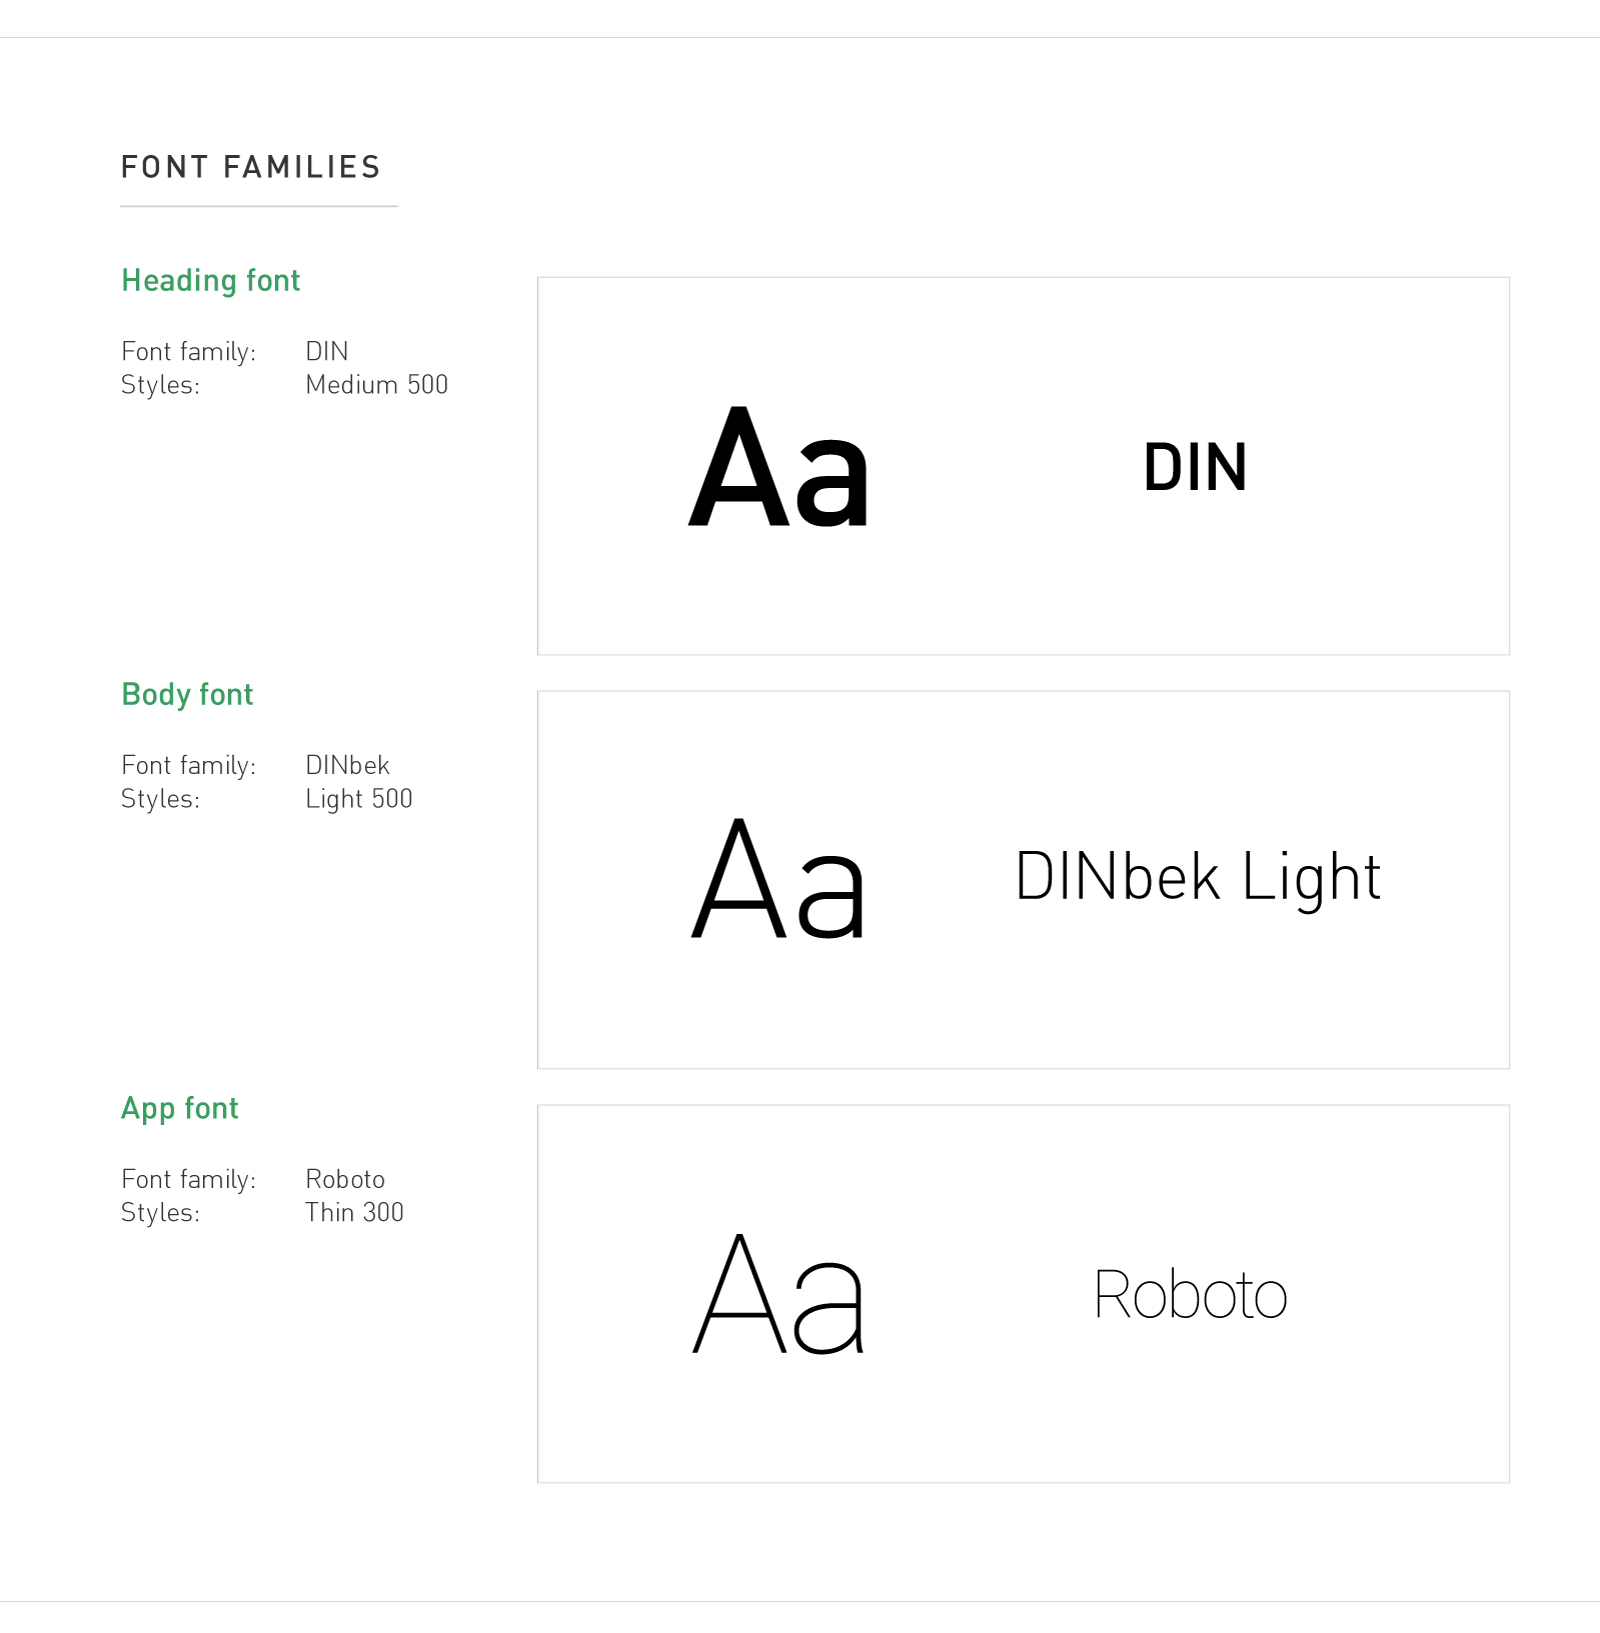 FONT FAMILIES
Heading font
Font family: DIN
Styles: Medium 500
Aa DIN
Body font
Font family: DINbek
Styles: Light 500
Aa DINbek Light
App font
Font family: Roboto
Styles: Thin 300
Aa Roboto